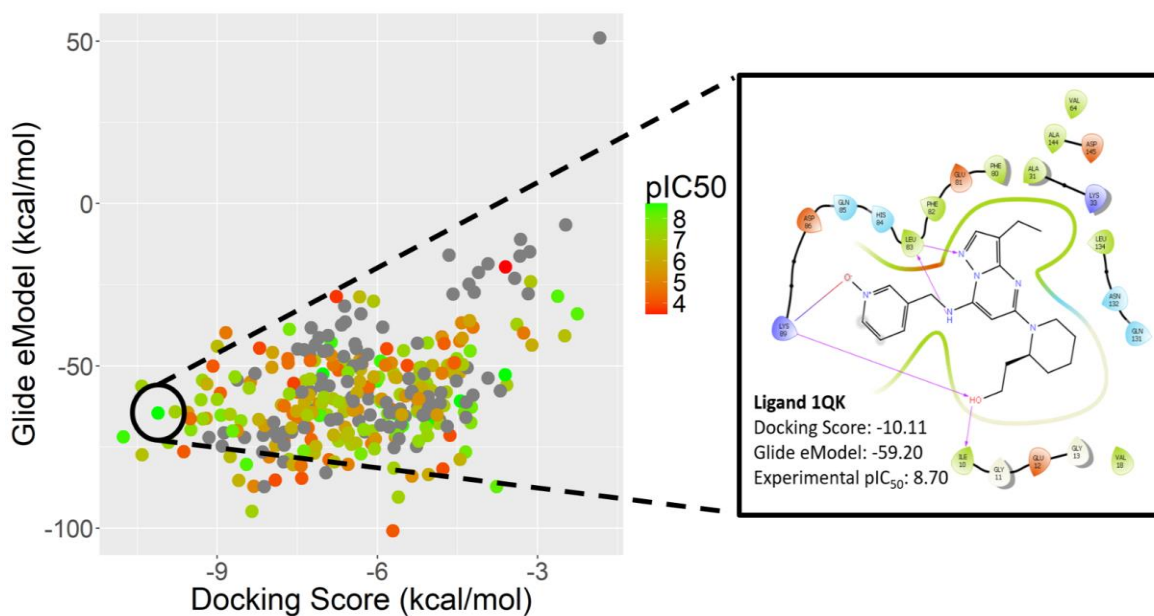 50
0
-50
-100
Glide eModel (kcal/mol)
-9
-6
-3
Docking Score (kcal/mol)
pIC50
8
7
6
5
4
VAL
64
ALA
144
ASP
145
PHE
80
GLU
81
ALA
31
LYS
33
PHE
82
GLN
85
HIS
84
ASP
86
LEU
83
LEU
134
ASN
132
GLN
131
LYS
89
N
N
N
O⁻
N⁺
NH
N
HO
Ligand 1QK
Docking Score: -10.11
Glide eModel: -59.20
Experimental pIC₅₀: 8.70
ILE
10
GLY
11
GLU
12
GLY
13
VAL
18